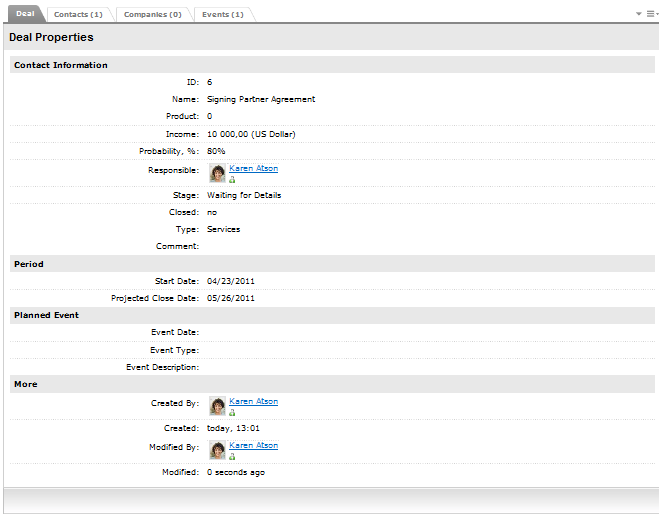 Deal Contacts (1) Companies (0) Events (1)
Deal Properties
Contact Information
ID: 6
Name: Signing Partner Agreement
Product: 0
Income: 10 000,00 (US Dollar)
Probability, %: 80%
Responsible: Karen Atson
Stage: Waiting for Details
Closed: no
Type: Services
Comment:
Period
Start Date: 04/23/2011
Projected Close Date: 05/26/2011
Planned Event
Event Date:
Event Type:
Event Description:
More
Created By: Karen Atson
Created: today, 13:01
Modified By: Karen Atson
Modified: 0 seconds ago